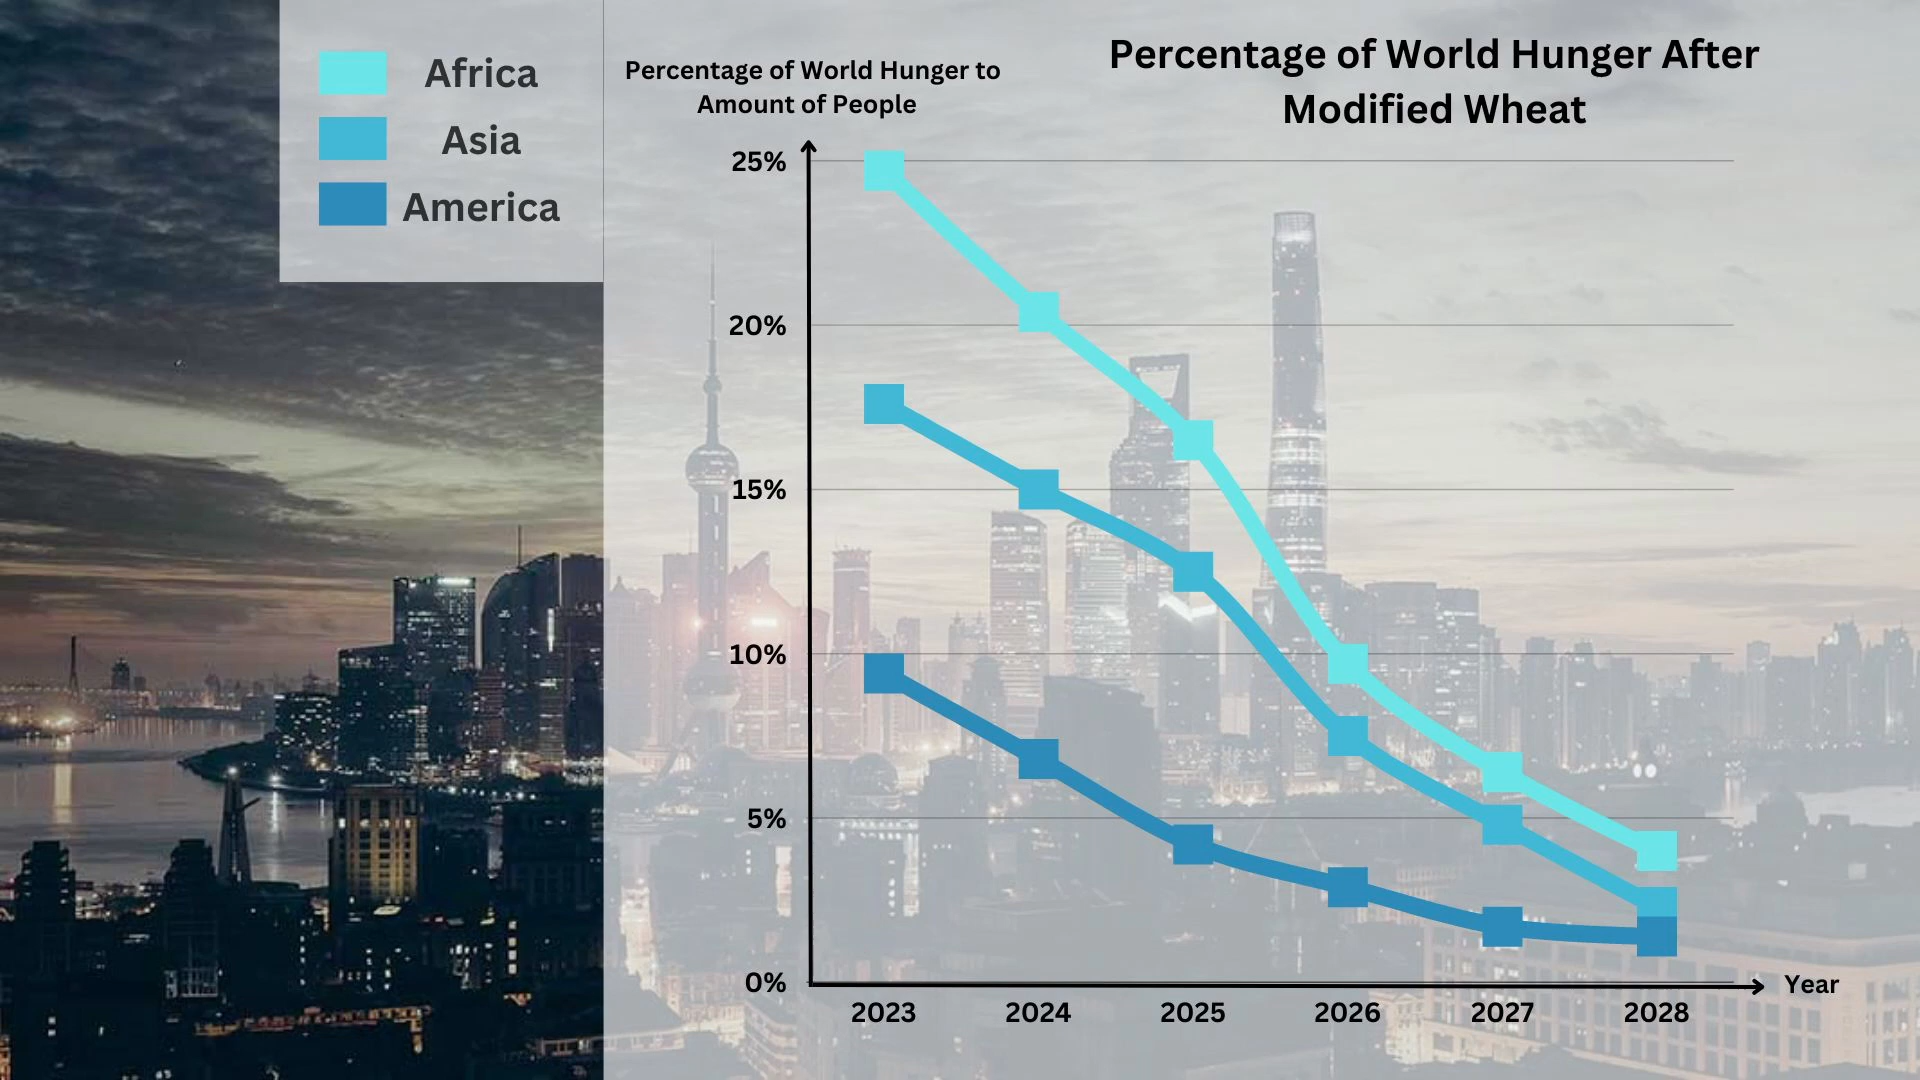 Africa
Asia
America
Percentage of World Hunger to
Amount of People
Percentage of World Hunger After
Modified Wheat
25%
20%
15%
10%
5%
0%
2023 2024 2025 2026 2027 2028
Year